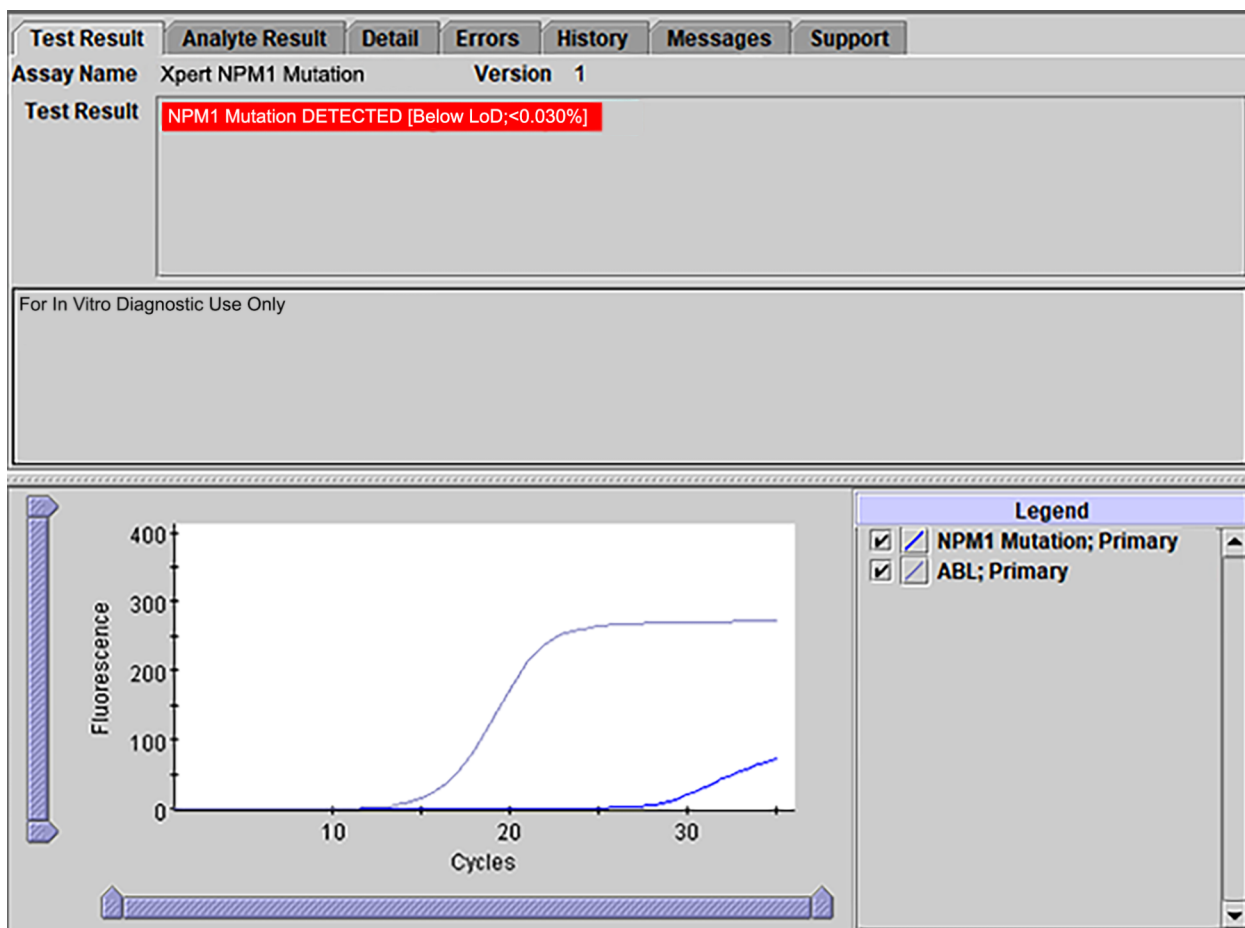 Test Result Analyte Result Detail Errors History Messages Support
Assay Name Xpert NPM1 Mutation Version 1
Test Result NPM1 Mutation DETECTED [Below LoD;<0.030%]
For In Vitro Diagnostic Use Only
Legend
NPM1 Mutation; Primary
ABL; Primary
400
300
200
100
0
Fluorescence
10 20 30
Cycles